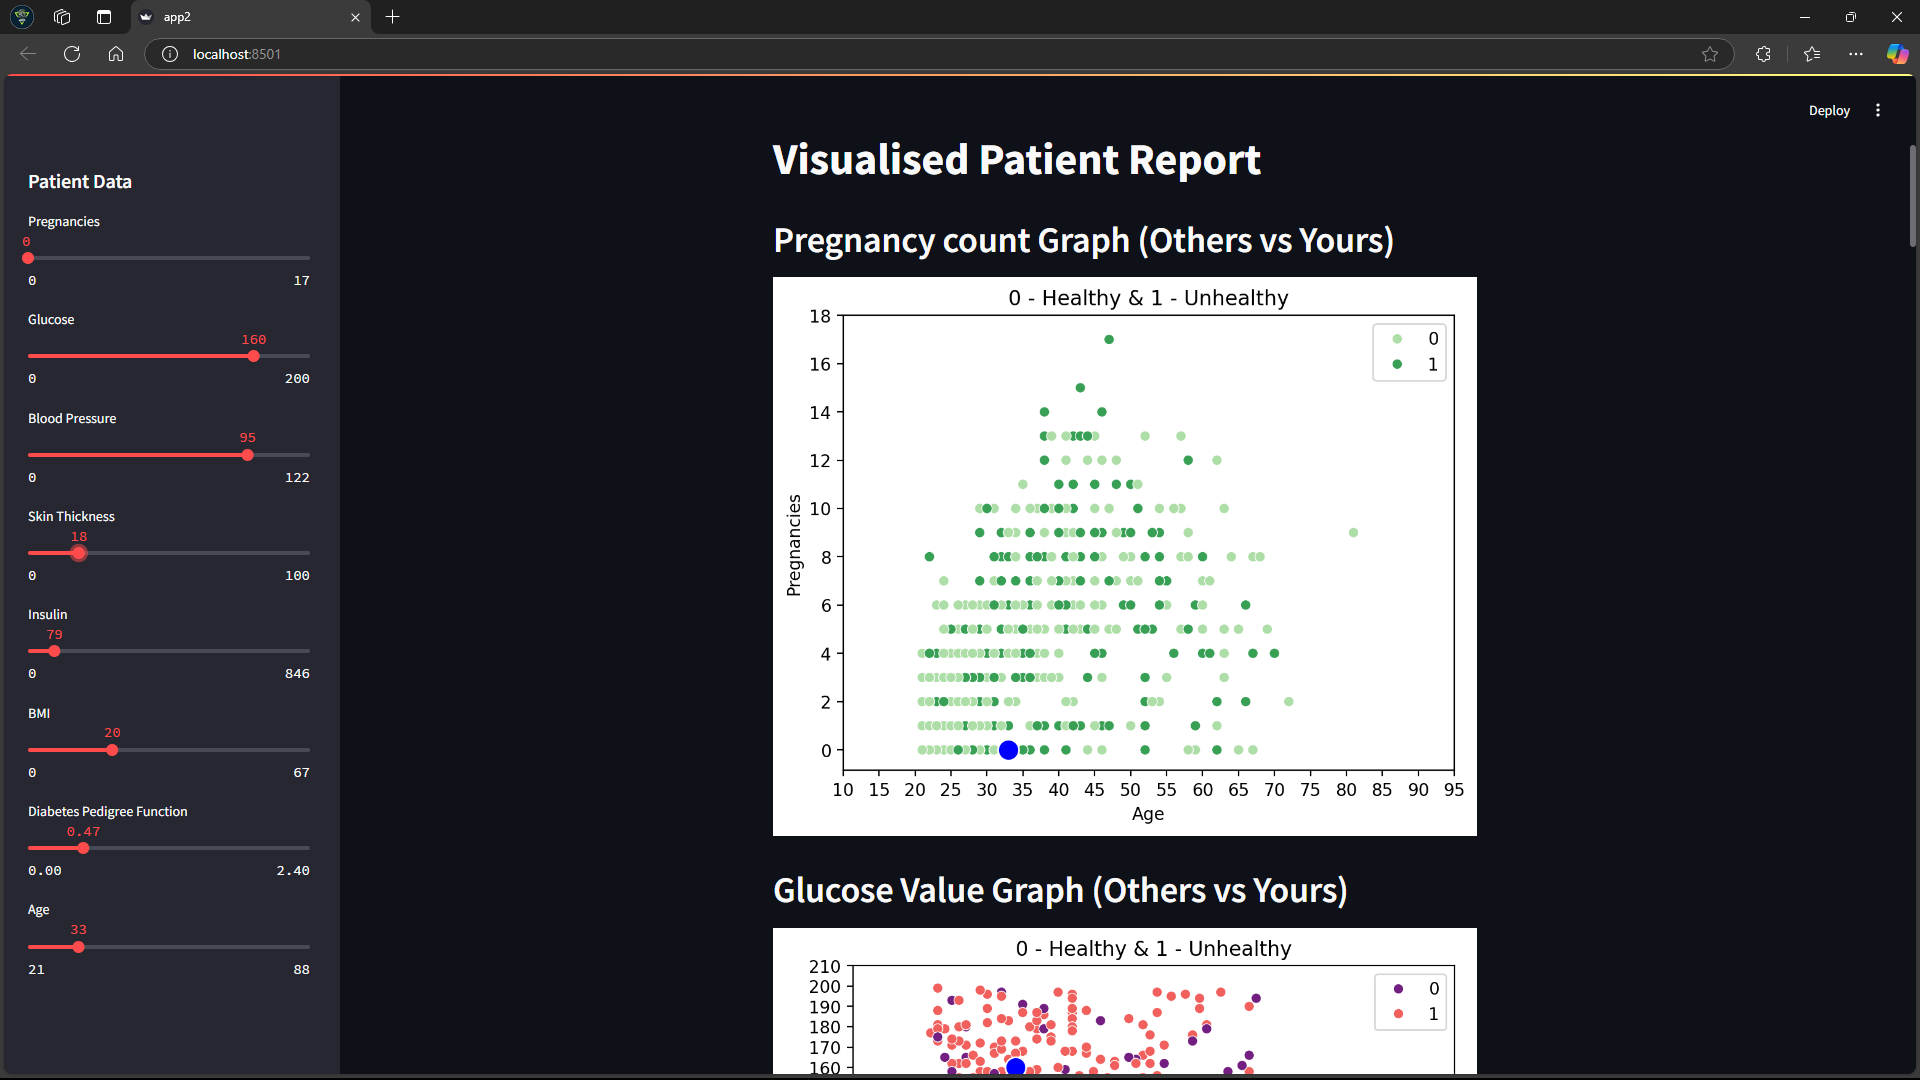 app2
localhost:8501
Deploy
Patient Data
Pregnancies
0
0 17
Glucose
160
0 200
Blood Pressure
95
0 122
Skin Thickness
18
0 100
Insulin
79
0 846
BMI
20
0 67
Diabetes Pedigree Function
0.47
0.00 2.40
Age
33
21 88
Visualised Patient Report
Pregnancy count Graph (Others vs Yours)
0 - Healthy & 1 - Unhealthy
0
1
18
16
14
12
10
8
6
4
2
0
Pregnancies
10 15 20 25 30 35 40 45 50 55 60 65 70 75 80 85 90 95
Age
Glucose Value Graph (Others vs Yours)
0 - Healthy & 1 - Unhealthy
0
1
210
200
190
180
170
160